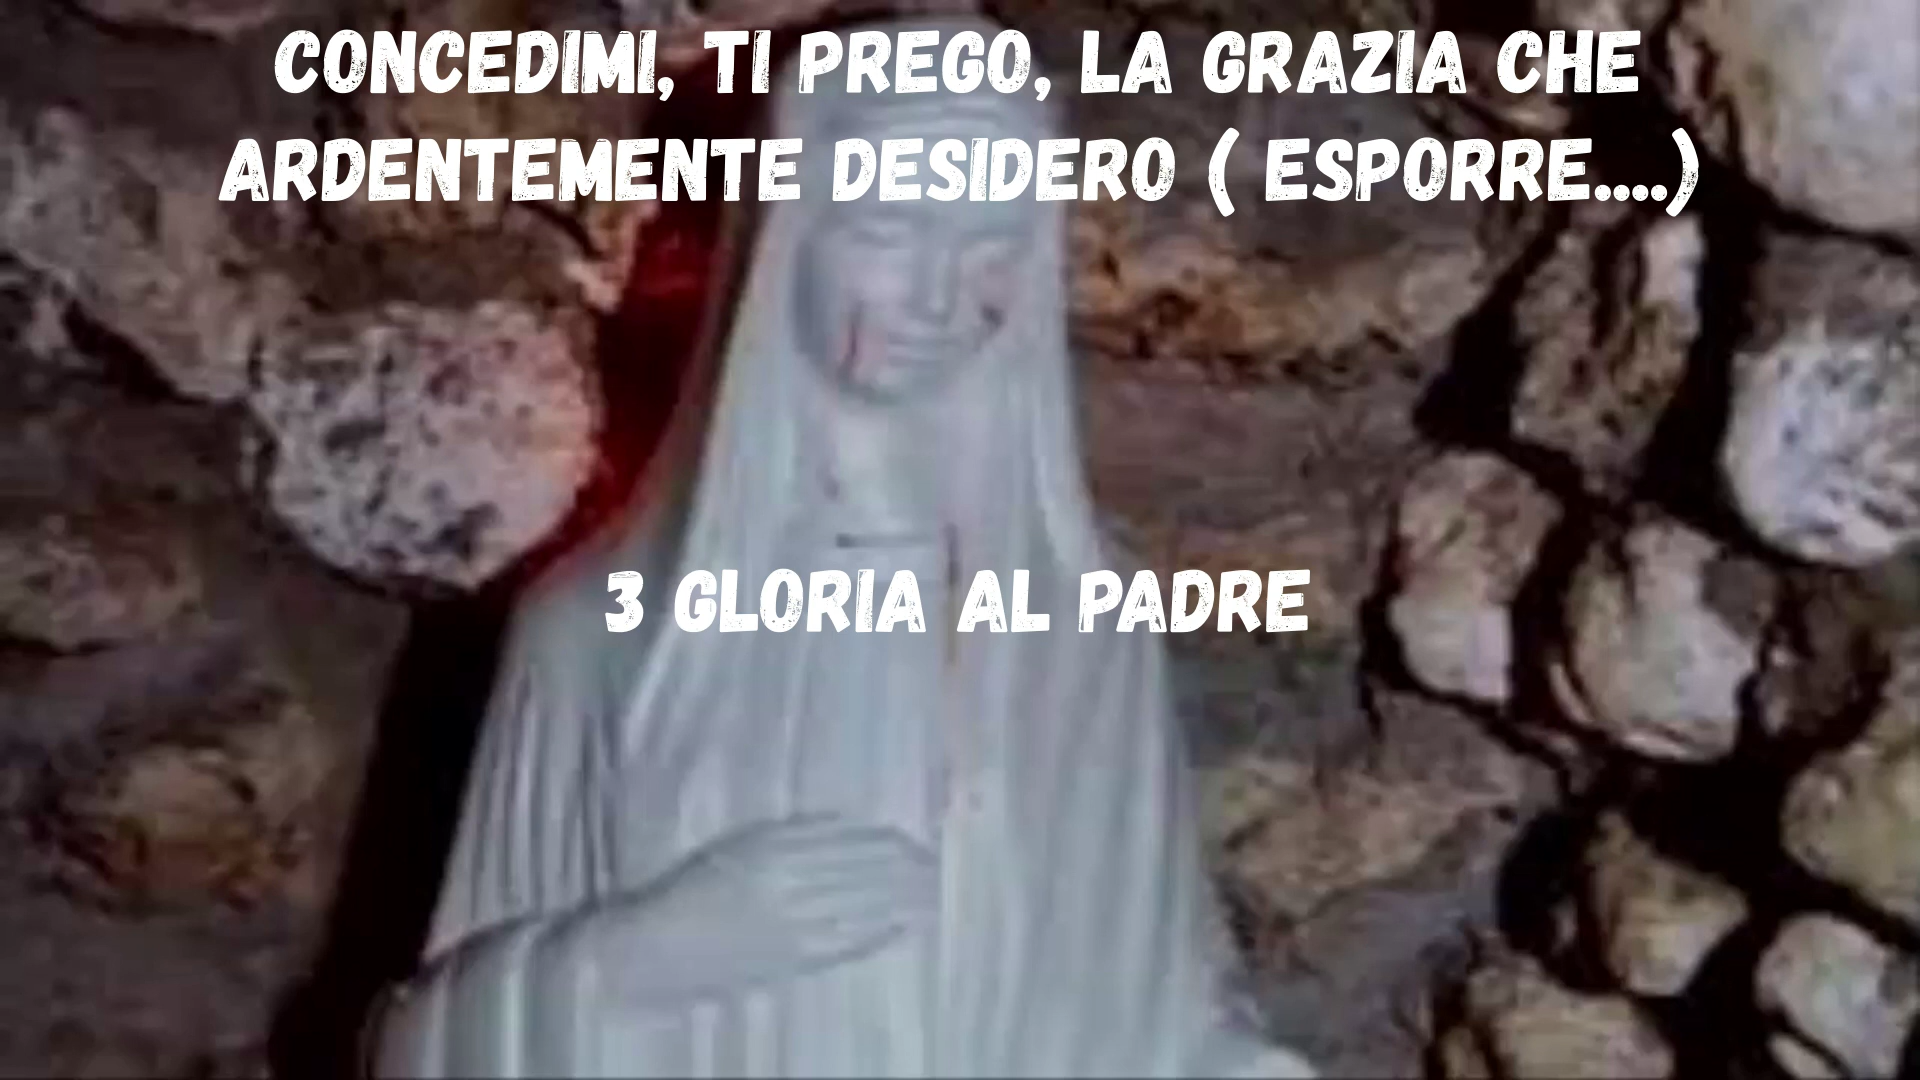 CONCEDIMI, TI PREGO, LA GRAZIA CHE
ARDENTEMENTE DESIDERO ( ESPORRE....)
3 GLORIA AL PADRE